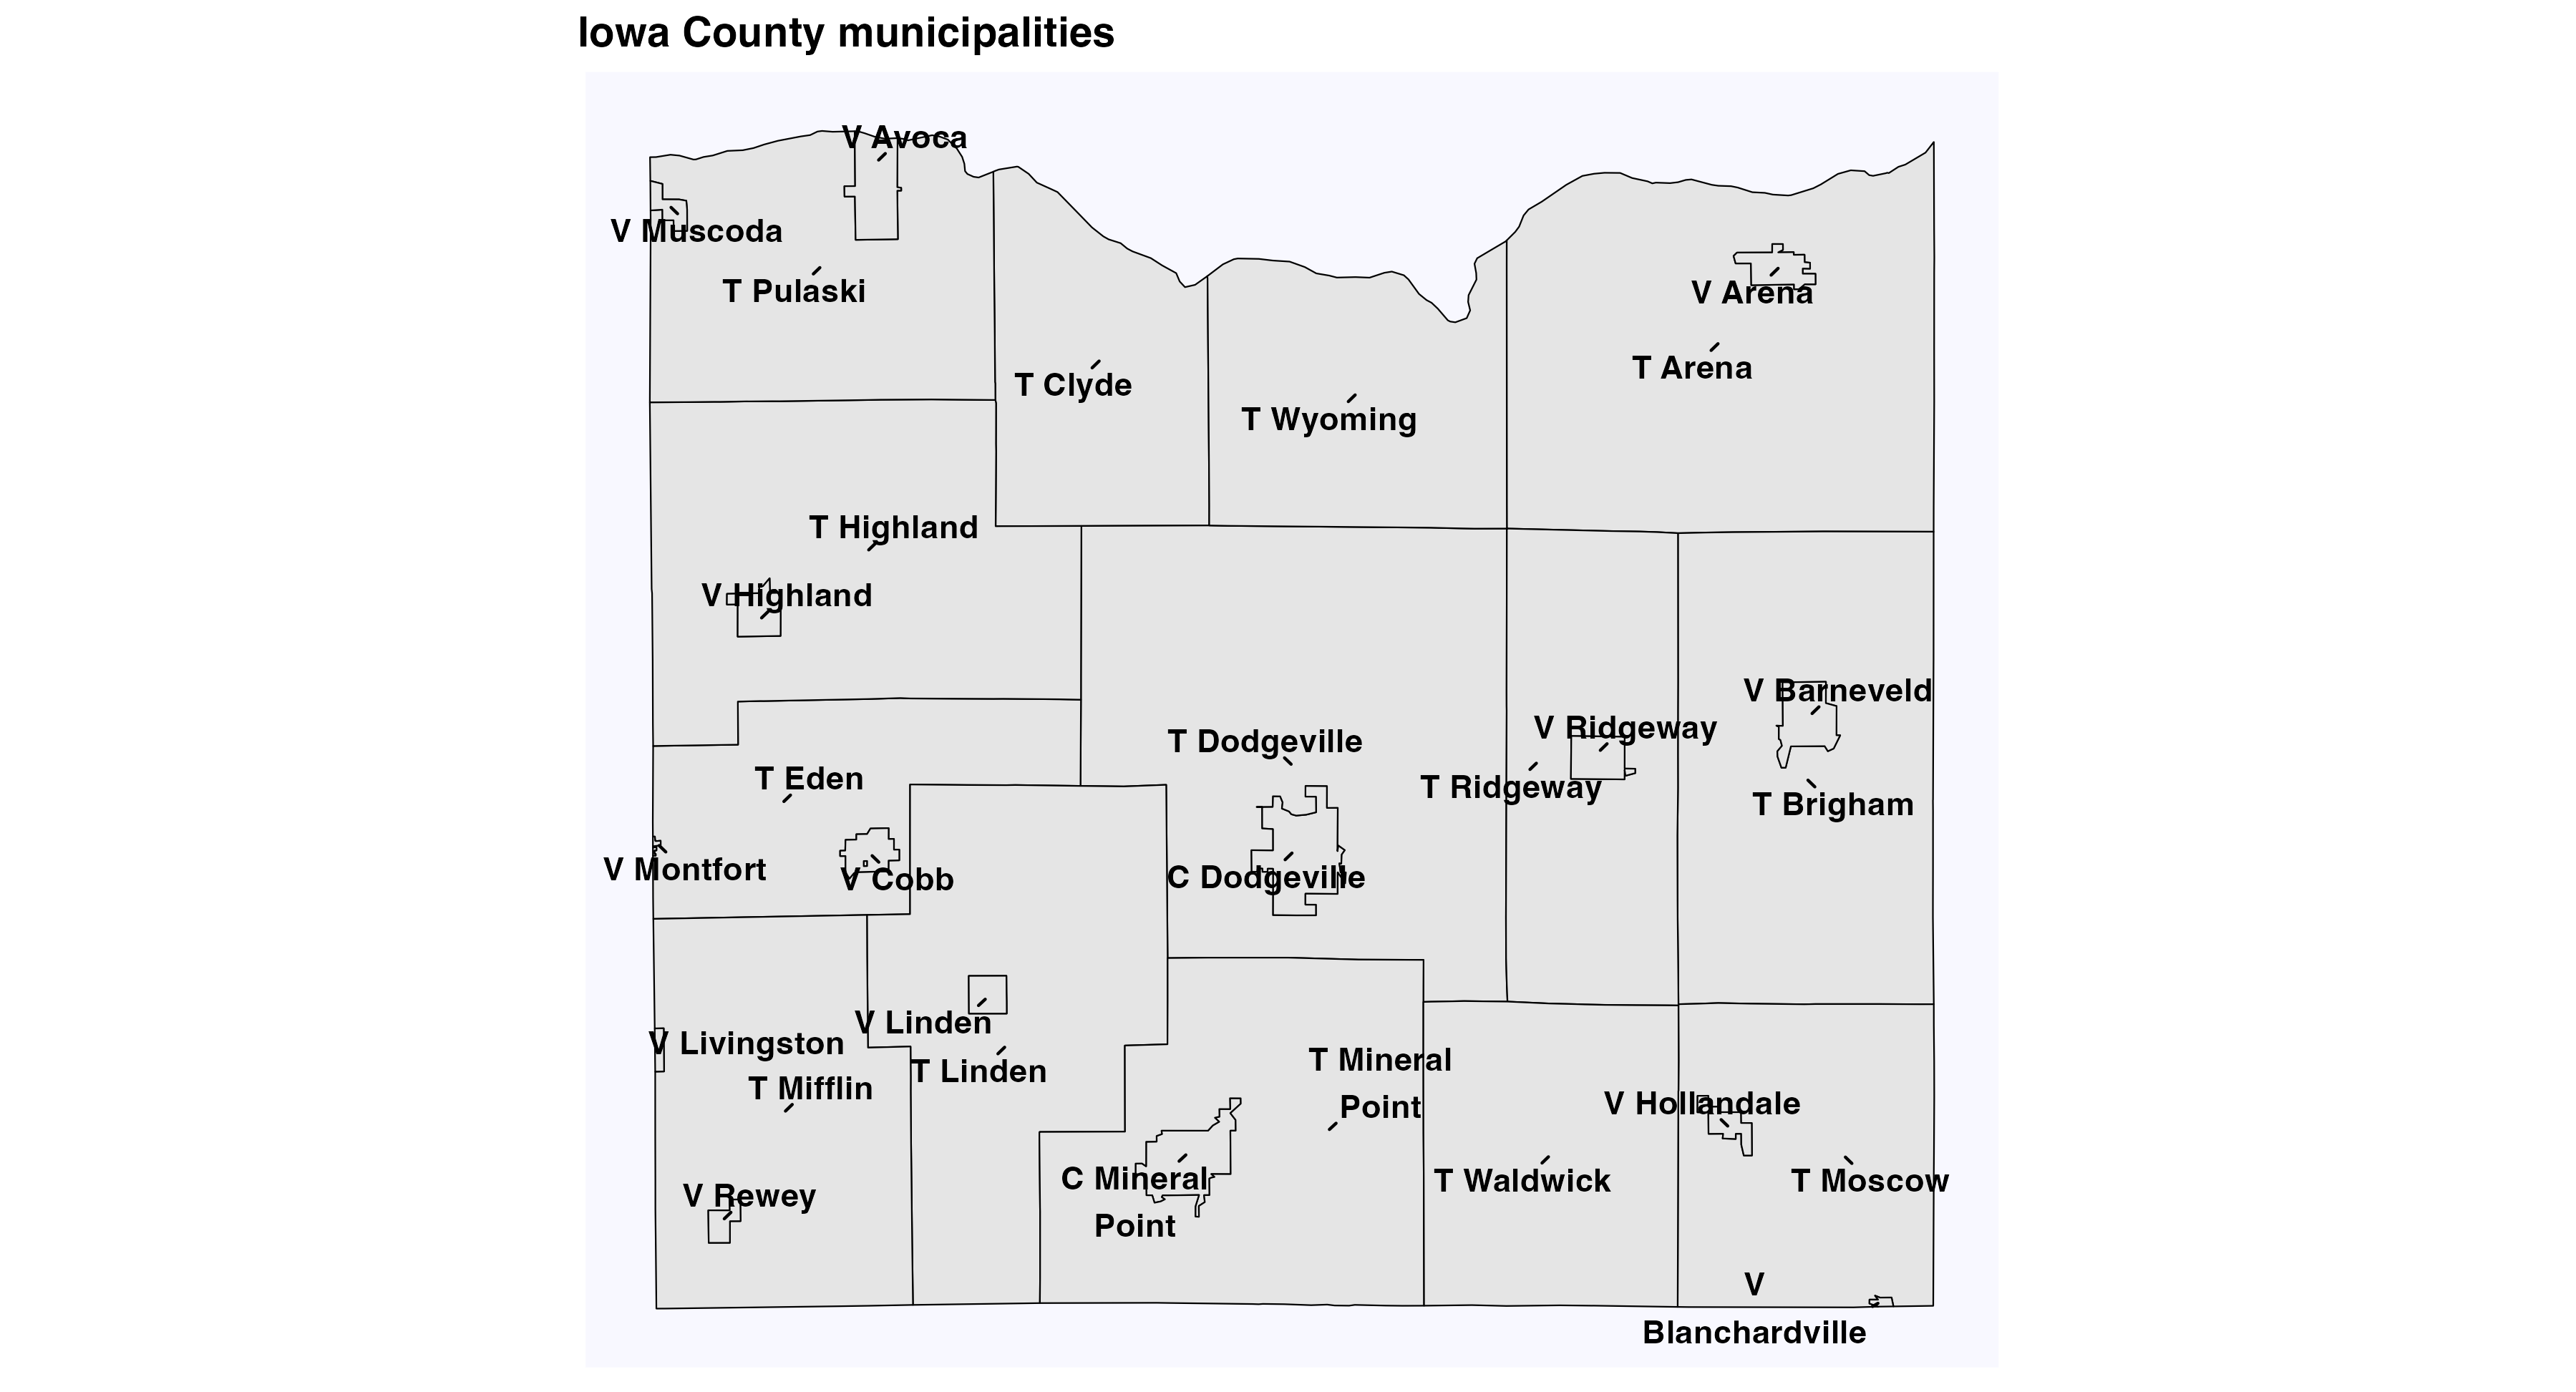 Iowa County municipalities
V Avoca
V Muscoda
T Pulaski
V Arena
T Arena
T Clyde
T Wyoming
T Highland
V Highland
V Barneveld
V Ridgeway
T Dodgeville
T Eden
T Ridgeway
T Brigham
V Montfort
V Cobb
C Dodgeville
V Linden
V Livingston
T Linden
T Mineral
Point
T Mifflin
V Hollandale
C Mineral
Point
T Waldwick
T Moscow
V Rewey
V
Blanchardville